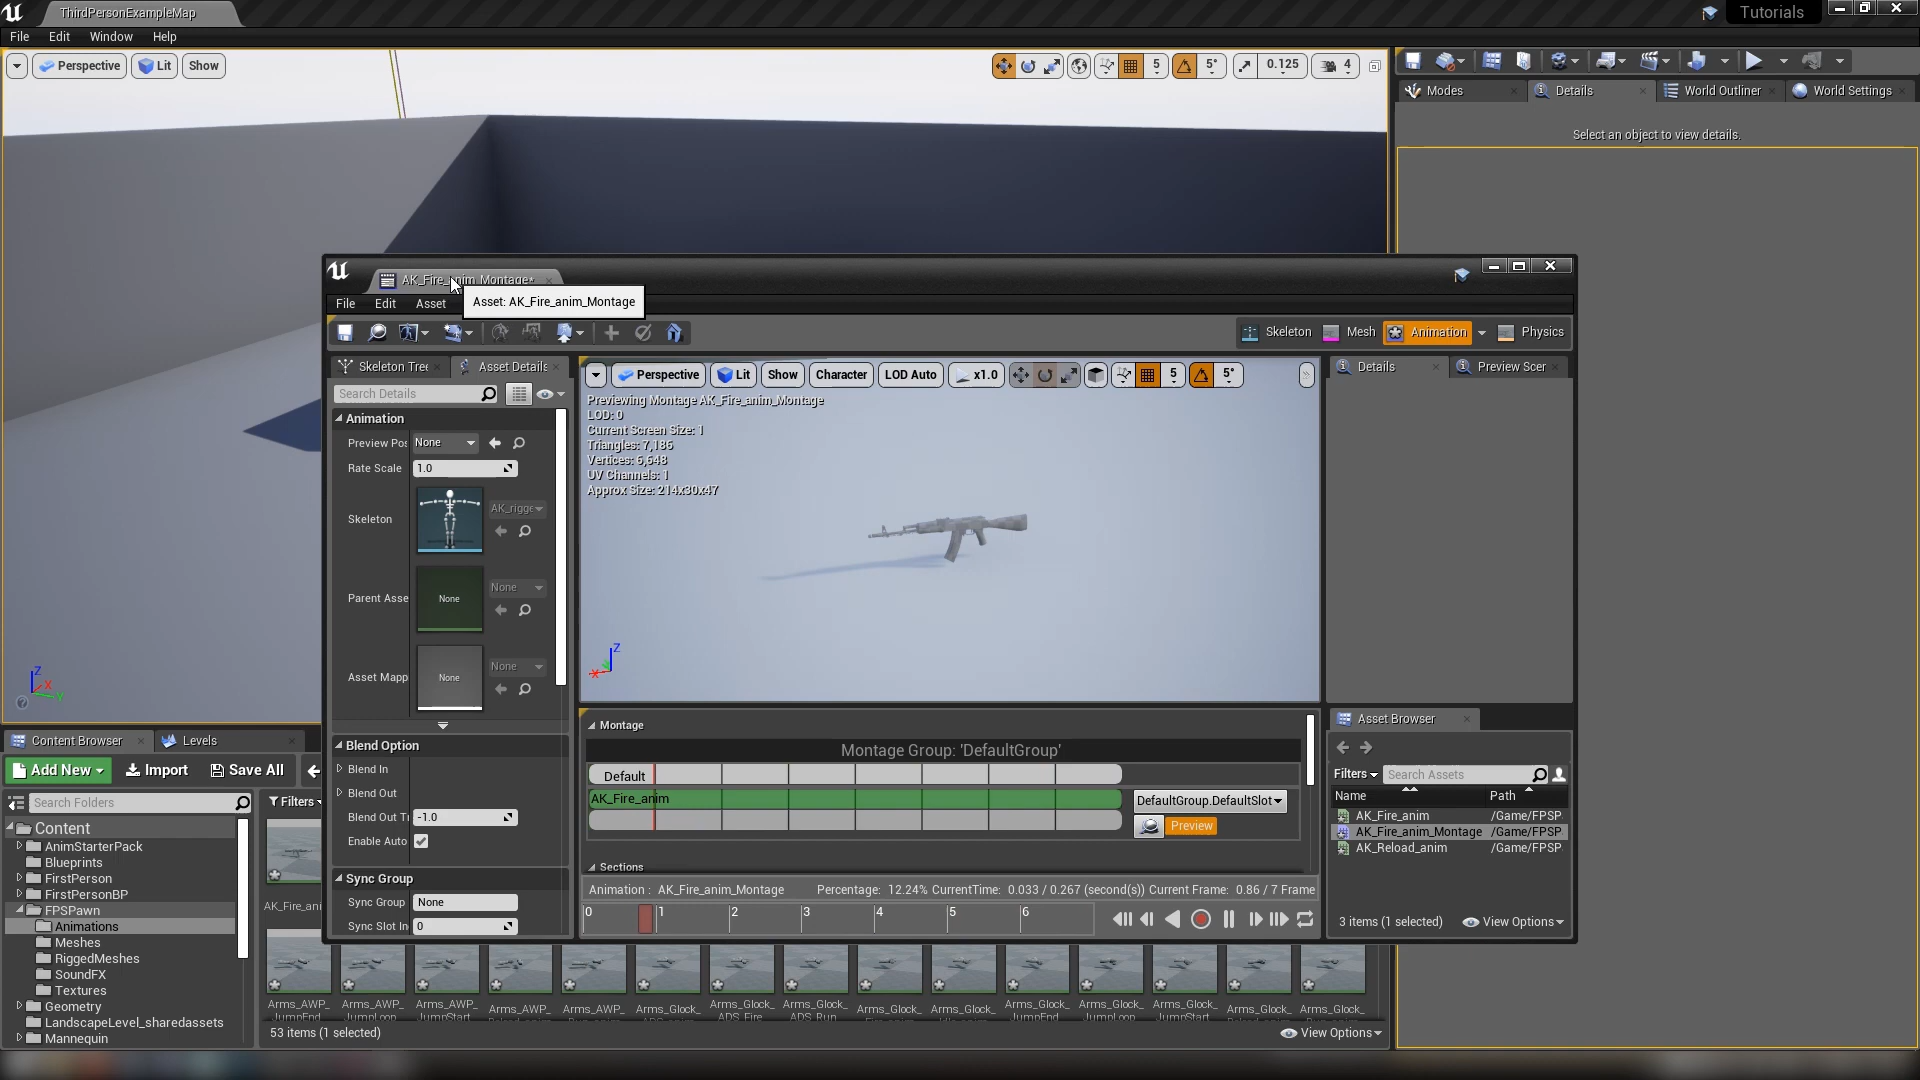 ThirdPersonExampleMap
Tutorials
File Edit Window Help
Perspective Lit Show
5 5° 0.125 4
Modes Details World Outliner World Settings
Select an object to view details.
AK_Fire_anim_Montage*
File Edit Asset
Asset: AK_Fire_anim_Montage
Skeleton Mesh Animation Physics
Skeleton Tree Asset Details
Search Details
Animation
Preview Pos None
Rate Scale 1.0
Skeleton AK_rigge
Parent Asse None None
Asset Mapp None None
Blend Option
Blend In
Blend Out
Blend Out Ti -1.0
Enable Auto
Sync Group
Sync Group None
Sync Slot In 0
Perspective Lit Show Character LOD Auto x1.0 5 5°
Previewing Montage AK_Fire_anim_Montage
LOD: 0
Current Screen Size: 1
Triangles: 7,186
Vertices: 6,648
UV Channels: 1
Approx Size: 214x30x47
Z
X
Montage
Montage Group: 'DefaultGroup'
Default
AK_Fire_anim
DefaultGroup.DefaultSlot
Preview
Sections
Animation : AK_Fire_anim_Montage Percentage: 12.24% CurrentTime: 0.033 / 0.267 (second(s)) Current Frame: 0.86 / 7 Frame
0 1 2 3 4 5 6
Details Preview Scer
Asset Browser
Filters Search Assets
Name Path
AK_Fire_anim /Game/FPSP
AK_Fire_anim_Montage /Game/FPSP
AK_Reload_anim /Game/FPSP
3 items (1 selected) View Options
Z
X
Y
Content Browser Levels
Add New Import Save All
Search Folders
Filters
Content
AnimStarterPack
Blueprints
FirstPerson
FirstPersonBP
FPSPawn
Animations
Meshes
RiggedMeshes
SoundFX
Textures
Geometry
LandscapeLevel_sharedassets
Mannequin
AK_Fire_ani
Arms_AWP_ Arms_AWP_ Arms_AWP_ Arms_AWP_ Arms_AWP_ Arms_Glock_ Arms_Glock_ Arms_Glock_ Arms_Glock_ Arms_Glock_ Arms_Glock_ Arms_Glock_ Arms_Glock_ Arms_Glock_ Arms_Glock_
JumpEnd JumpLoop JumpStart ADS_Fire ADS_Run JumpEnd JumpLoop JumpStart
53 items (1 selected) View Options